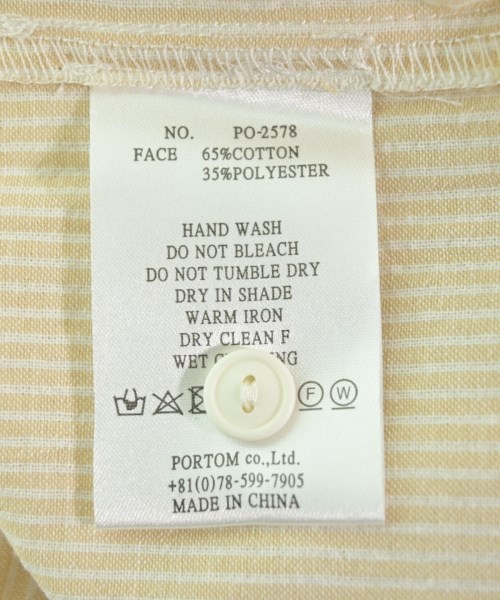 NO. PO-2578
FACE 65%COTTON
35%POLYESTER
HAND WASH
DO NOT BLEACH
DO NOT TUMBLE DRY
DRY IN SHADE
WARM IRON
DRY CLEAN F
WET
F W
PORTOM co.,Ltd.
+81(0)78-599-7905
MADE IN CHINA